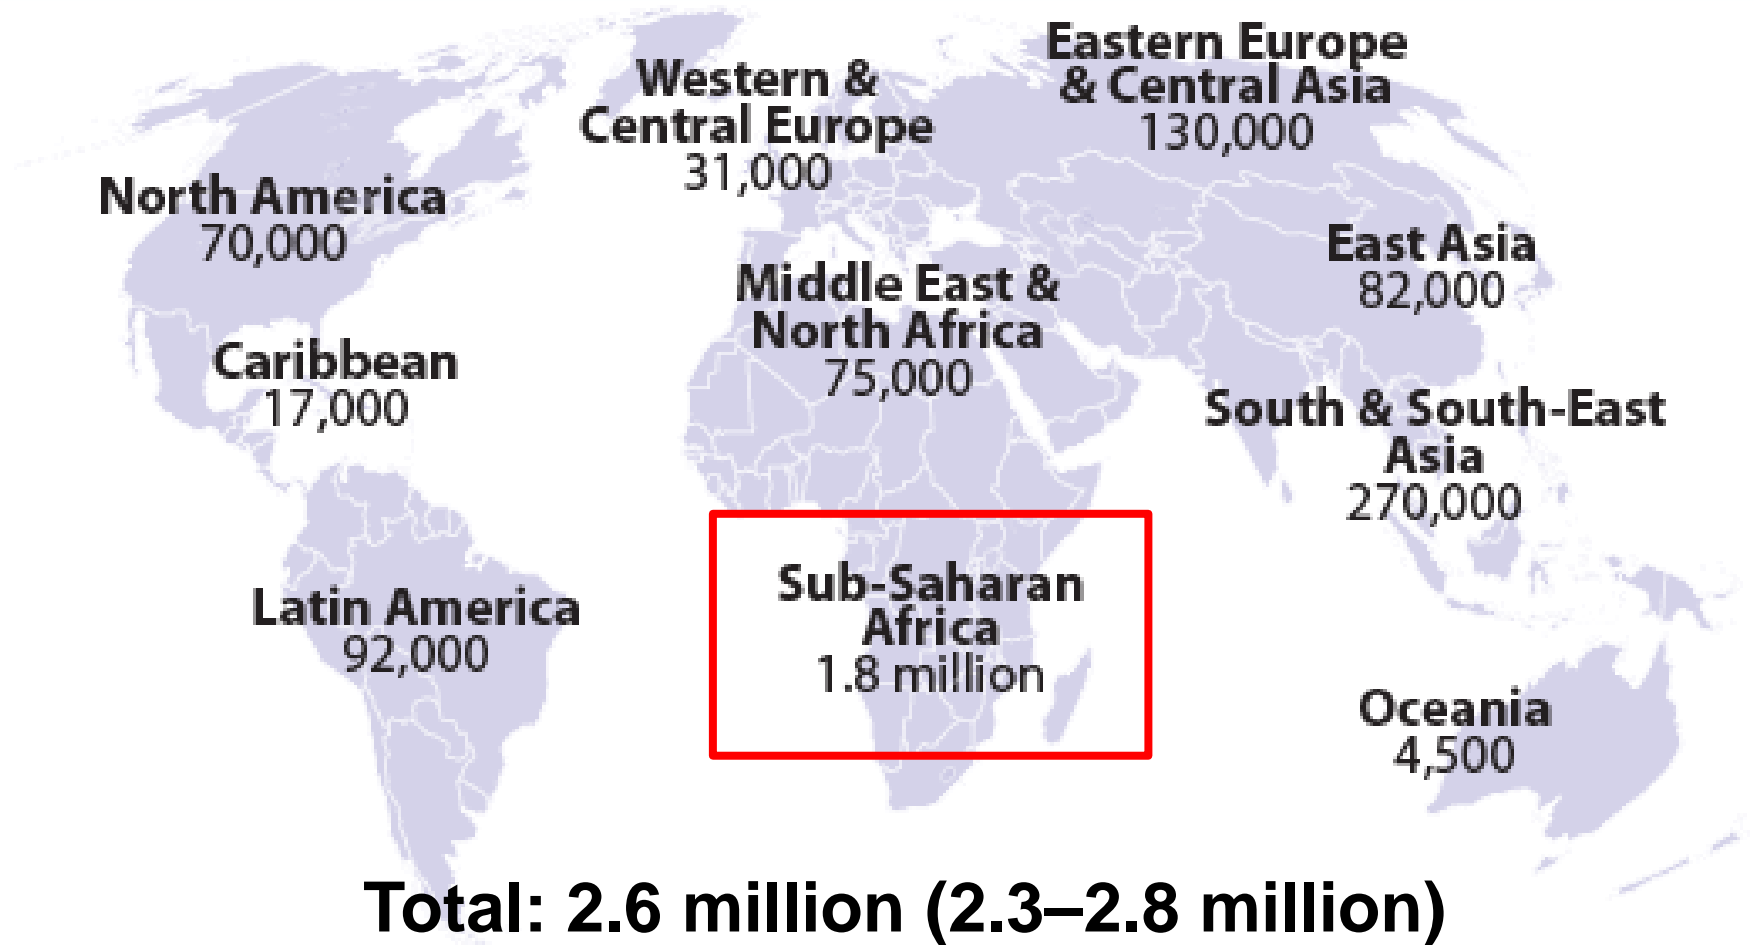 Eastern Europe
& Central Asia
130,000
Western &
Central Europe
31,000
North America
70,000
East Asia
82,000
Middle East &
North Africa
75,000
Caribbean
17,000
South & South-East
Asia
270,000
Sub-Saharan
Africa
1.8 million
Latin America
92,000
Oceania
4,500
Total: 2.6 million (2.3–2.8 million)